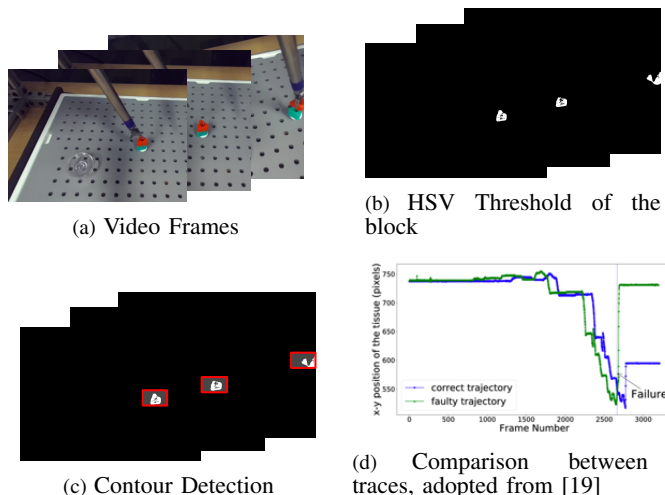 (a) Video Frames
(b) HSV Threshold of the
block
(c) Contour Detection
x-y position of the tissue (pixels)
750
700
650
600
550
correct trajectory
faulty trajectory
Failure
0
500
1000
1500
2000
2500
3000
Frame Number
(d) Comparison between
traces, adopted from [19]